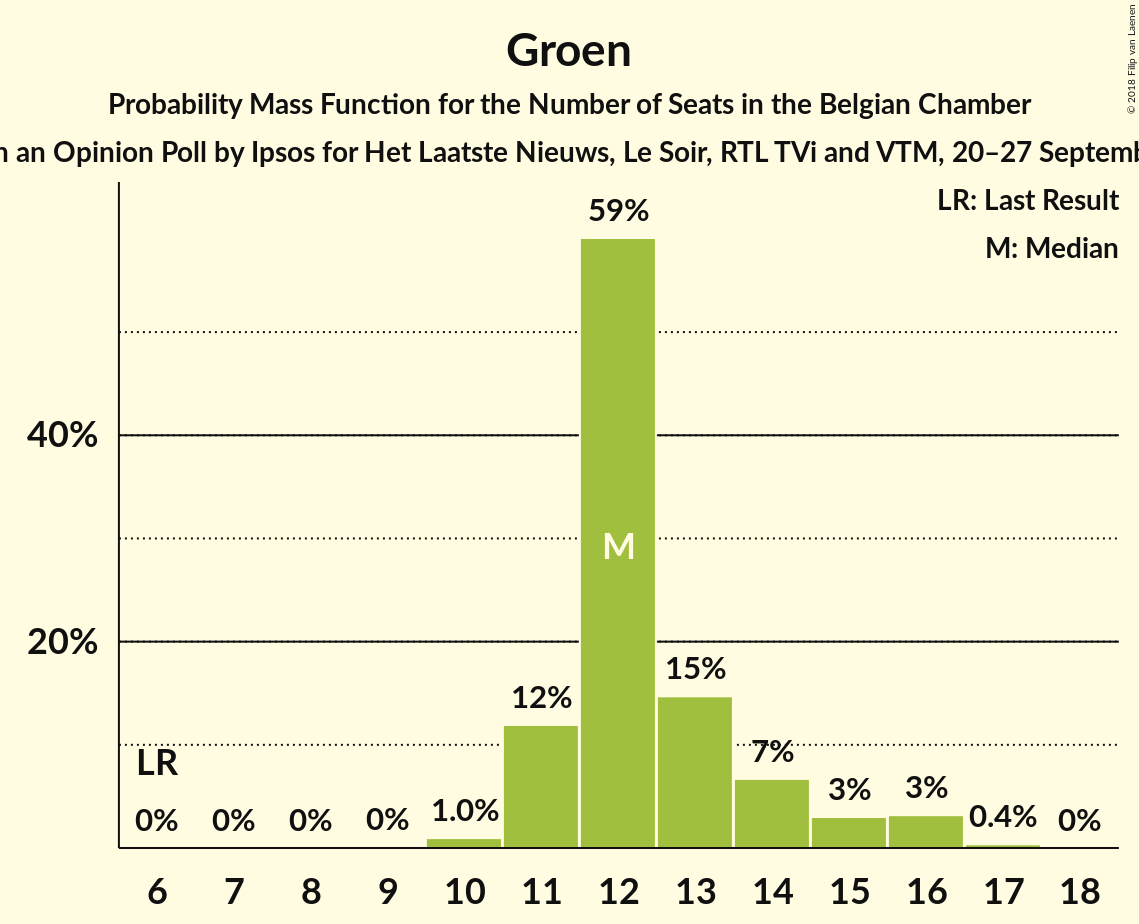 Groen
Probability Mass Function for the Number of Seats in the Belgian Chamber
an Opinion Poll by Ipsos for Het Laatste Nieuws, Le Soir, RTL TVi and VTM, 20–27
© 2018 Filip van Laenen
LR: Last Result
M: Median
59%
40%
M
20%
15%
12%
LR
7%
0% 0% 0% 0% 1.0% 3% 3% 0.4% 0%
6 7 8 9 10 11 12 13 14 15 16 17 18